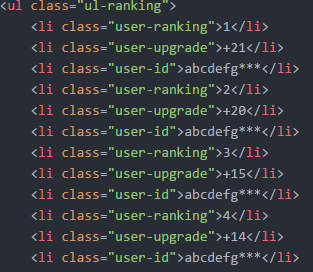 <ul class="ul-ranking">
<li class="user-ranking">1</li>
<li class="user-upgrade">+21</li>
<li class="user-id">abcdefg***</li>
<li class="user-ranking">2</li>
<li class="user-upgrade">+20</li>
<li class="user-id">abcdefg***</li>
<li class="user-ranking">3</li>
<li class="user-upgrade">+15</li>
<li class="user-id">abcdefg***</li>
<li class="user-ranking">4</li>
<li class="user-upgrade">+14</li>
<li class="user-id">abcdefg***</li>